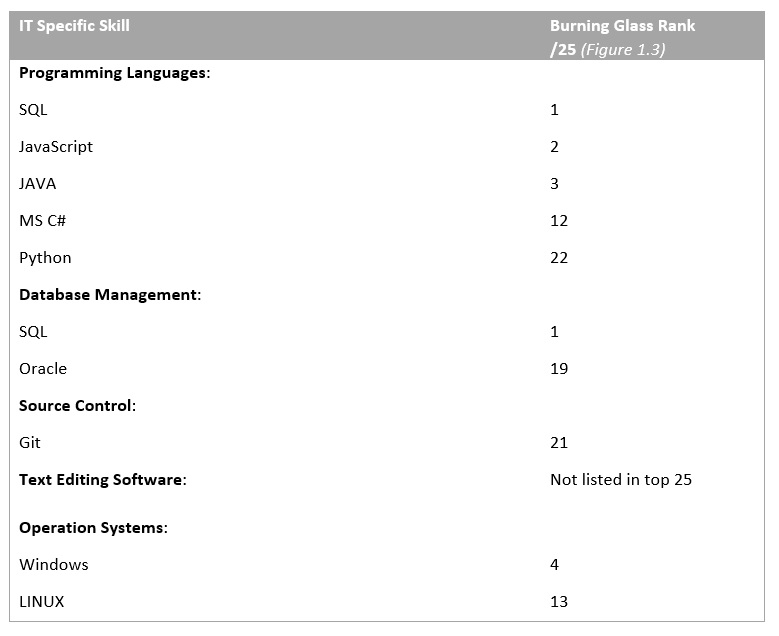 IT Specific Skill Burning Glass Rank
/25 (Figure 1.3)
Programming Languages:
SQL 1
JavaScript 2
JAVA 3
MS C# 12
Python 22
Database Management:
SQL 1
Oracle 19
Source Control:
Git 21
Text Editing Software: Not listed in top 25
Operation Systems:
Windows 4
LINUX 13